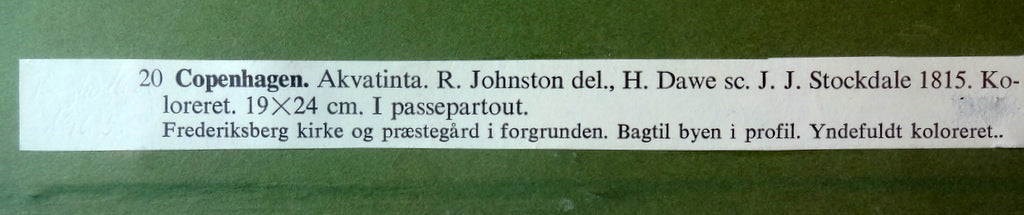 20 Copenhagen. Akvatinta. R. Johnston del., H. Dawe sc. J. J. Stockdale 1815. Ko-
loreret. 19×24 cm. I passepartout.
Frederiksberg kirke og præstegård i forgrunden. Bagtil byen i profil. Yndefuldt koloreret..